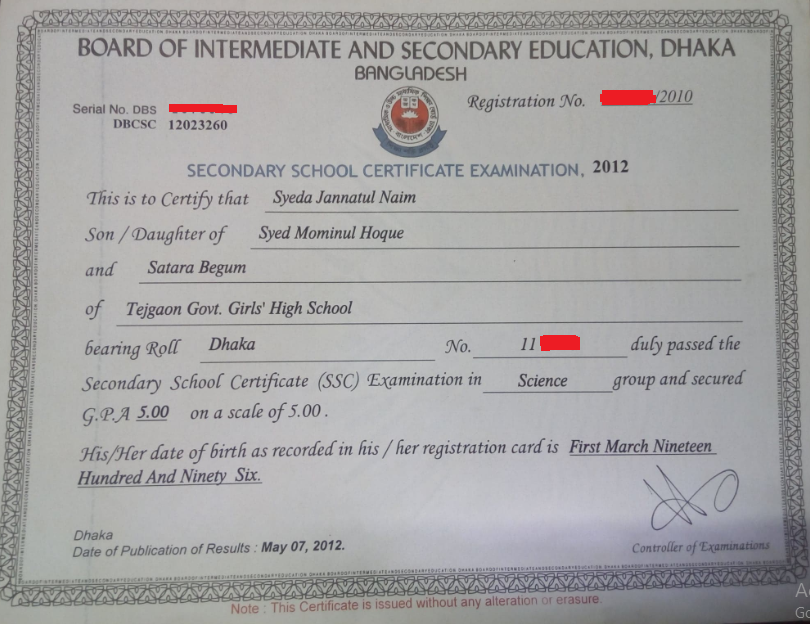 BOARD OF INTERMEDIATE AND SECONDARY EDUCATION, DHAKA
BANGLADESH
Serial No. DBS
DBCSC 12023260
Registration No. /2010
SECONDARY SCHOOL CERTIFICATE EXAMINATION, 2012
This is to Certify that Syeda Jannatul Naim
Son / Daughter of Syed Mominul Hoque
and Satara Begum
of Tejgaon Govt. Girls' High School
bearing Roll Dhaka No. 11 duly passed the
Secondary School Certificate (SSC) Examination in Science group and secured
G.P.A 5.00 on a scale of 5.00 .
His/Her date of birth as recorded in his / her registration card is First March Nineteen
Hundred And Ninety Six.
Dhaka
Date of Publication of Results : May 07, 2012.
Controller of Examinations
Note : This Certificate is issued without any alteration or erasure.